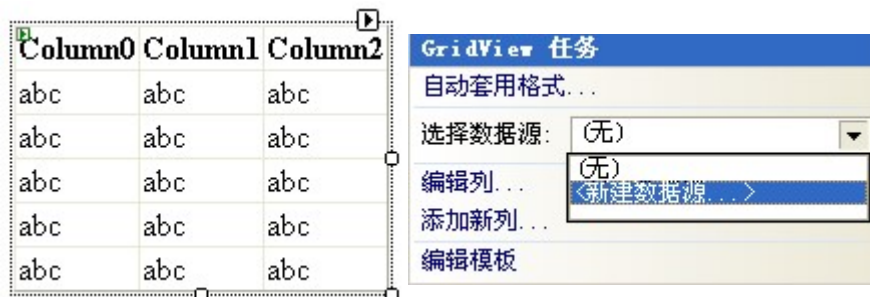 Column0 Column1 Column2
abc abc abc
abc abc abc
abc abc abc
abc abc abc
abc abc abc
GridView 任务
自动套用格式...
选择数据源: (无)
(无)
<新建数据源...>
编辑列...
添加新列...
编辑模板